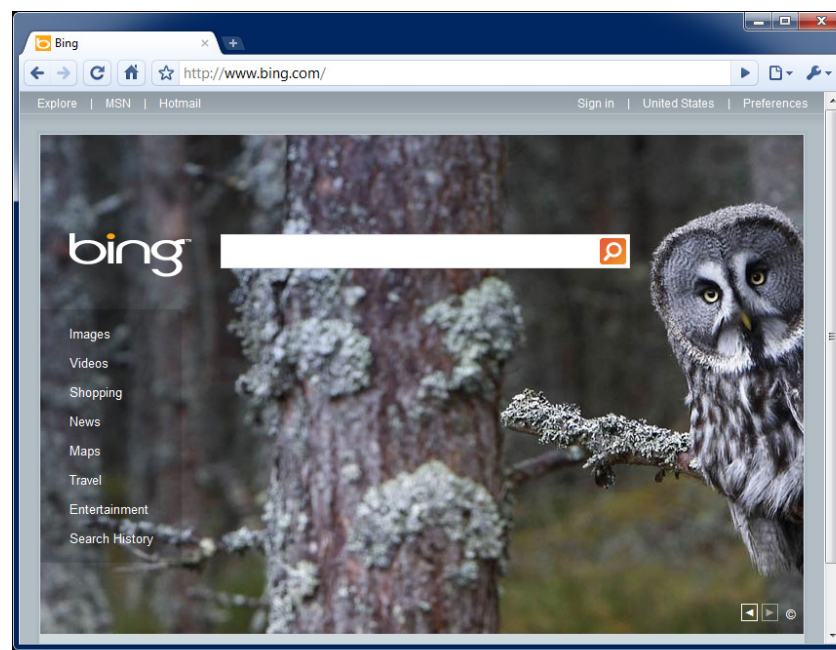 Bing
http://www.bing.com/
Explore | MSN | Hotmail
Sign in | United States | Preferences
bing™
Images
Videos
Shopping
News
Maps
Travel
Entertainment
Search History
©